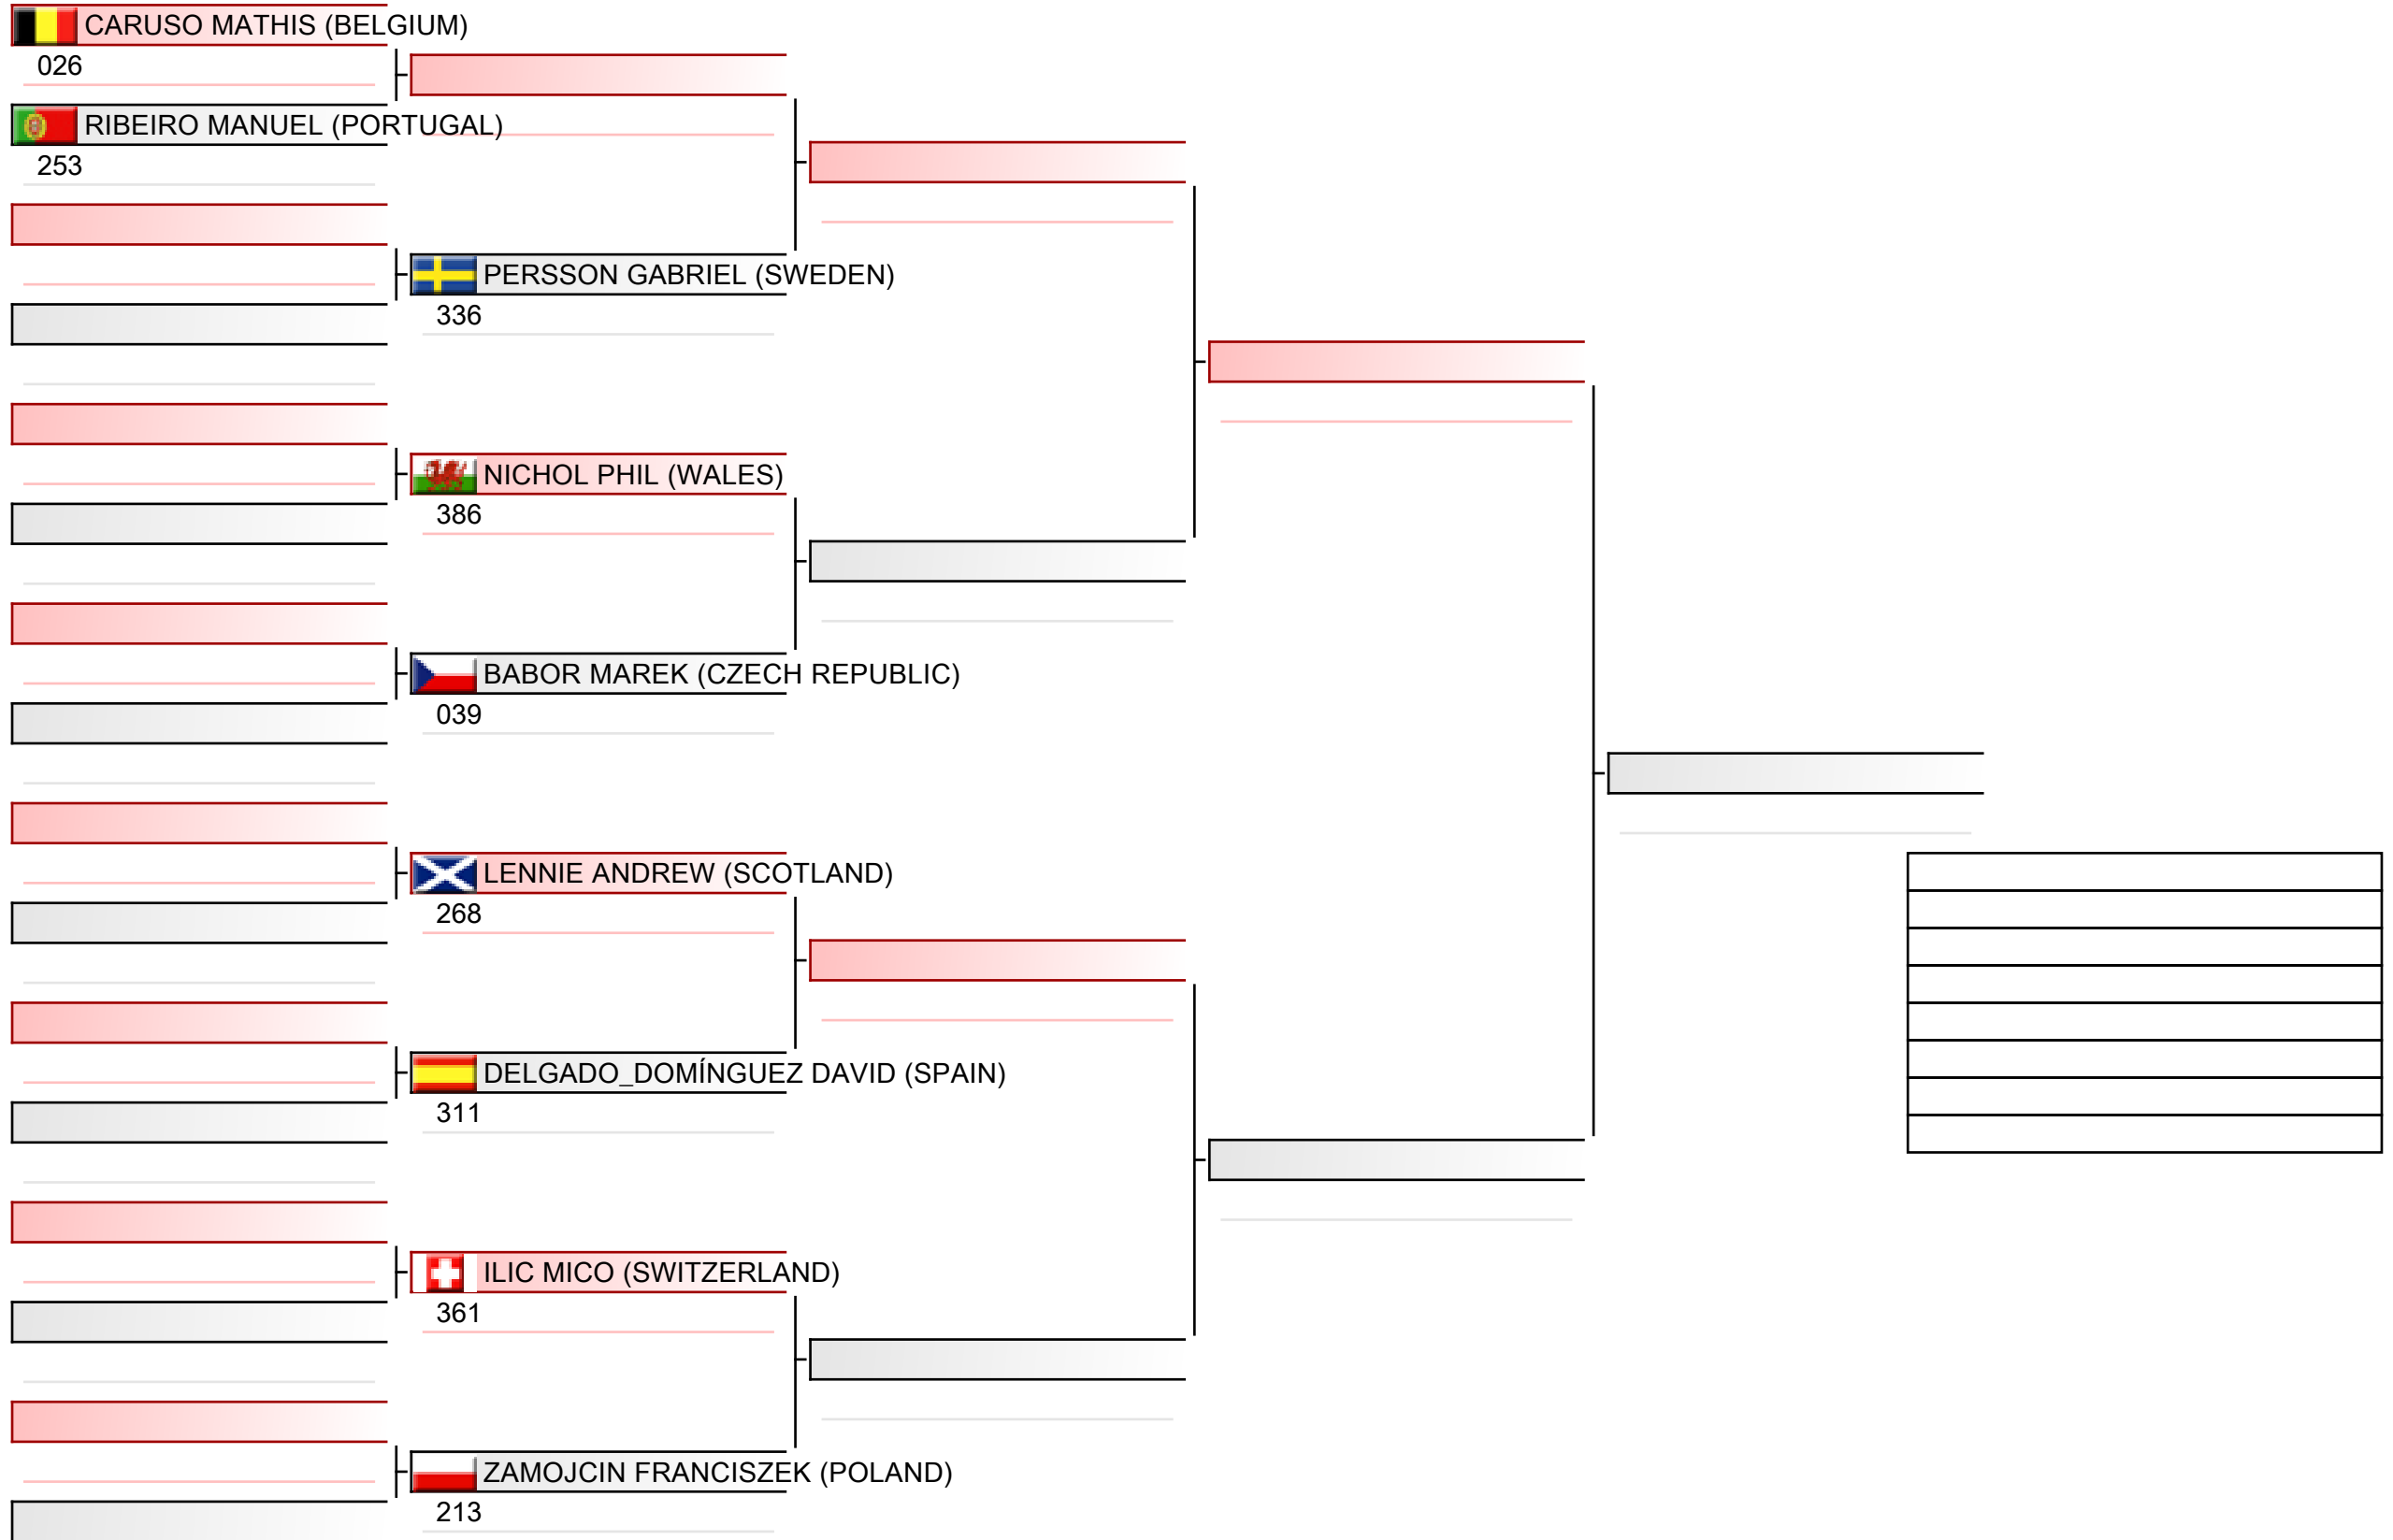 CARUSO MATHIS (BELGIUM)
026
RIBEIRO MANUEL (PORTUGAL)
253
PERSSON GABRIEL (SWEDEN)
336
NICHOL PHIL (WALES)
386
BABOR MAREK (CZECH REPUBLIC)
039
LENNIE ANDREW (SCOTLAND)
268
DELGADO_DOMÍNGUEZ DAVID (SPAIN)
311
ILIC MICO (SWITZERLAND)
361
ZAMOJCIN FRANCISZEK (POLAND)
213